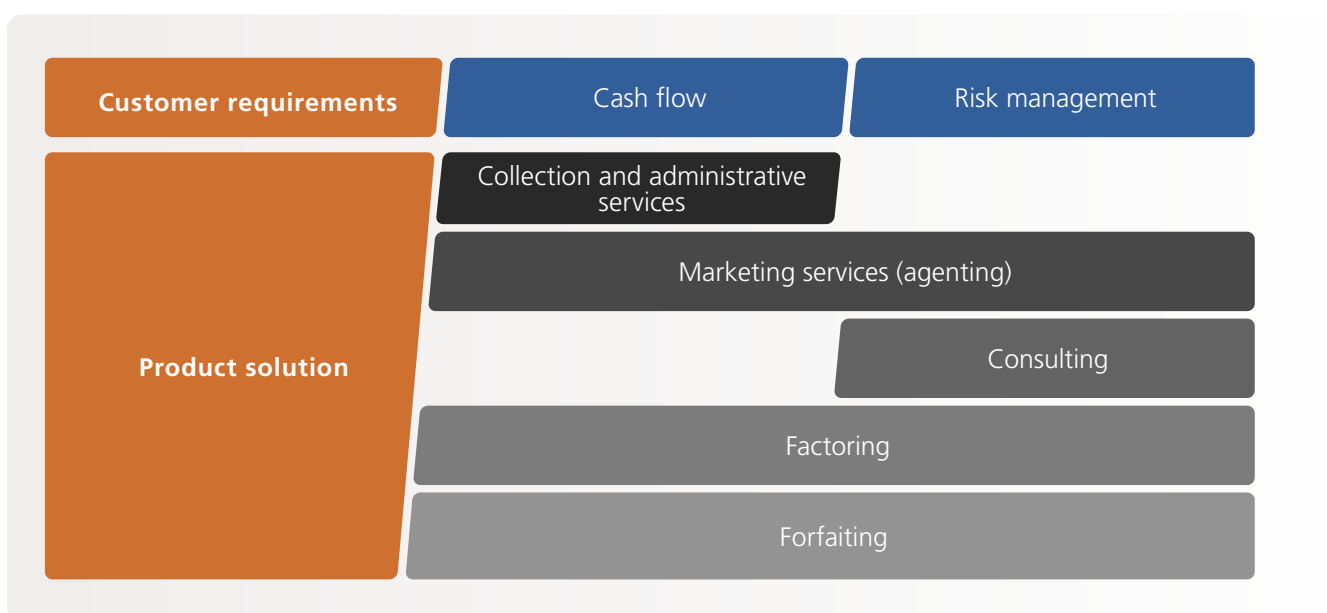 Customer requirements
Cash flow
Risk management
Collection and administrative
services
Marketing services (agenting)
Product solution
Consulting
Factoring
Forfaiting